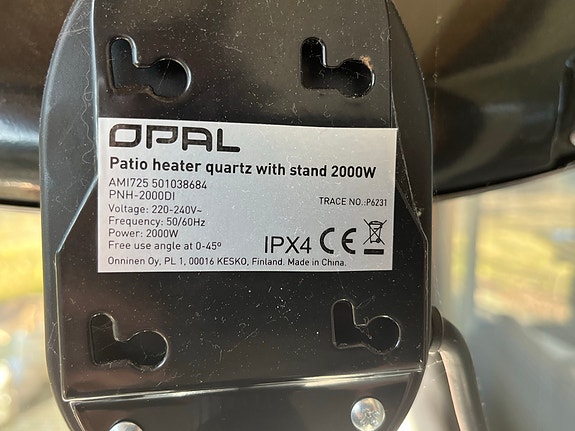 OPAL
Patio heater quartz with stand 2000W
AMI725 501038684
PNH-2000DI
TRACE NO.:P6231
Voltage: 220-240V~
Frequency: 50/60Hz
Power: 2000W
Free use angle at 0-45º
IPX4 CE
Onninen Oy, PL 1, 00016 KESKO, Finland. Made in China.